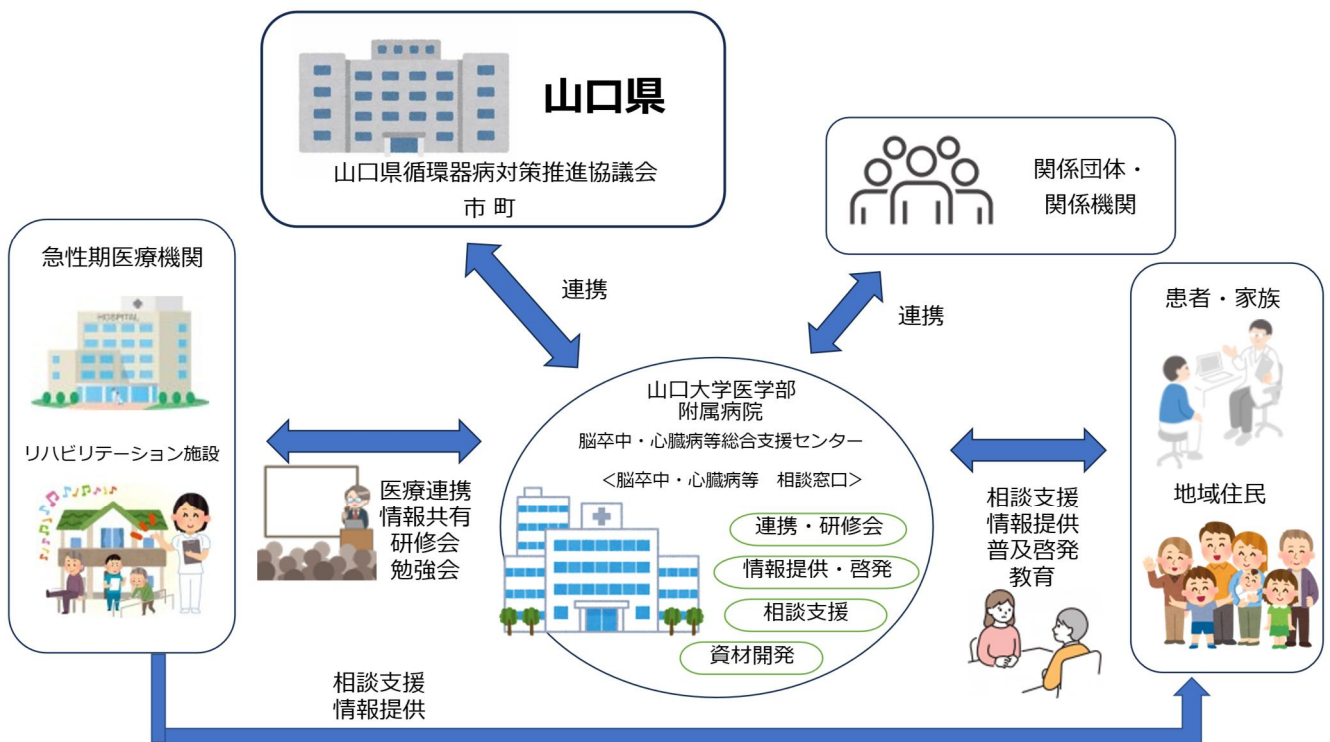 山口県
山口県循環器病対策推進協議会
市 町
関係団体・
関係機関
急性期医療機関
HOSPITAL
リハビリテーション施設
連携
連携
患者・家族
地域住民
山口大学医学部
附属病院
脳卒中・心臓病等総合支援センター
<脳卒中・心臓病等 相談窓口>
連携・研修会
情報提供・啓発
相談支援
資材開発
医療連携
情報共有
研修会
勉強会
相談支援
情報提供
普及啓発
教育
相談支援
情報提供